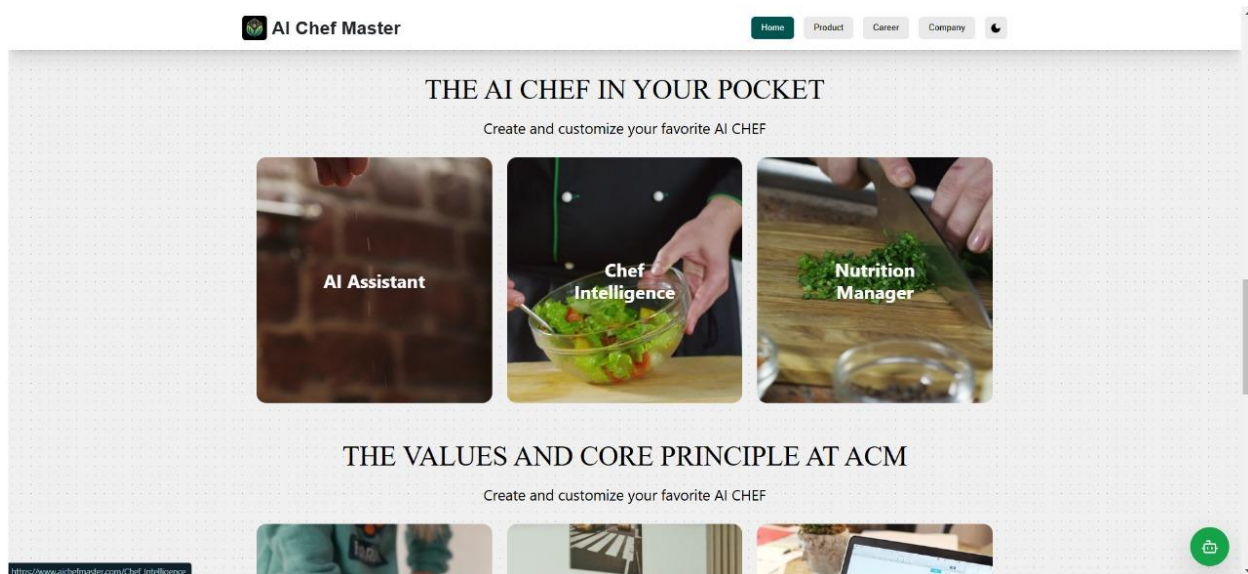 AI Chef Master
Home
Product
Career
Company
THE AI CHEF IN YOUR POCKET
Create and customize your favorite AI CHEF
AI Assistant
Chef
Intelligence
Nutrition
Manager
THE VALUES AND CORE PRINCIPLE AT ACM
Create and customize your favorite AI CHEF
https://www.aichefmaster.com/Chef_Intelligence